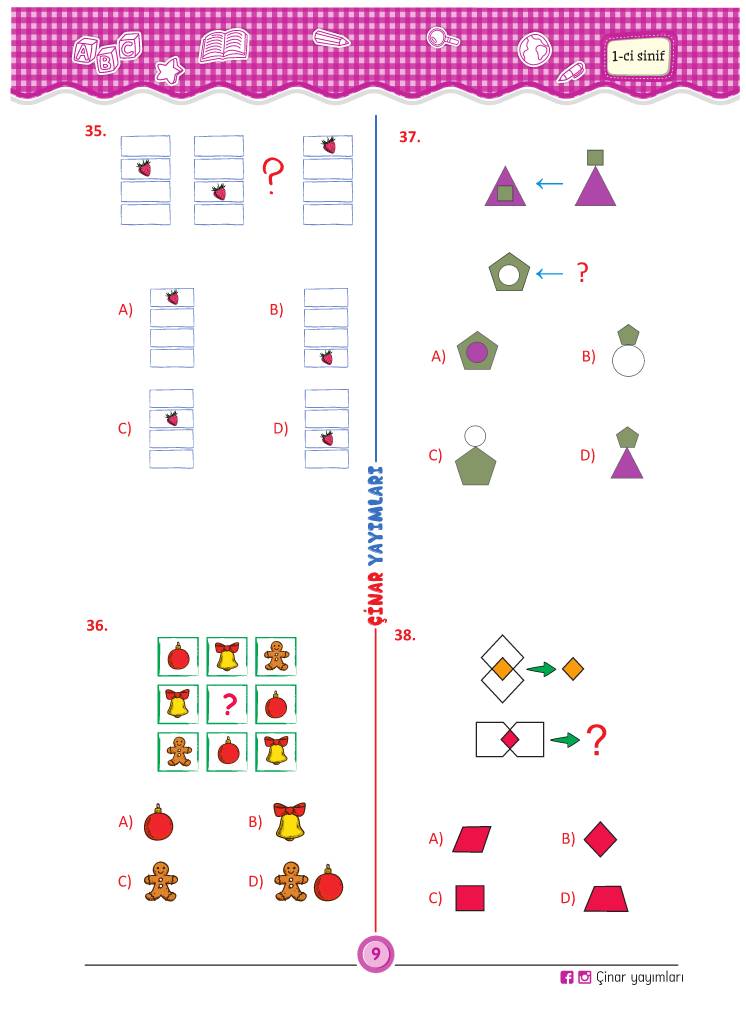 A B C
1-ci sinif
35.
?
A)
B)
C)
D)
36.
?
A)
B)
C)
D)
ÇİNAR YAYIMLARI
37.
?
A)
B)
C)
D)
38.
?
A)
B)
C)
D)
9
Çinar yayımları